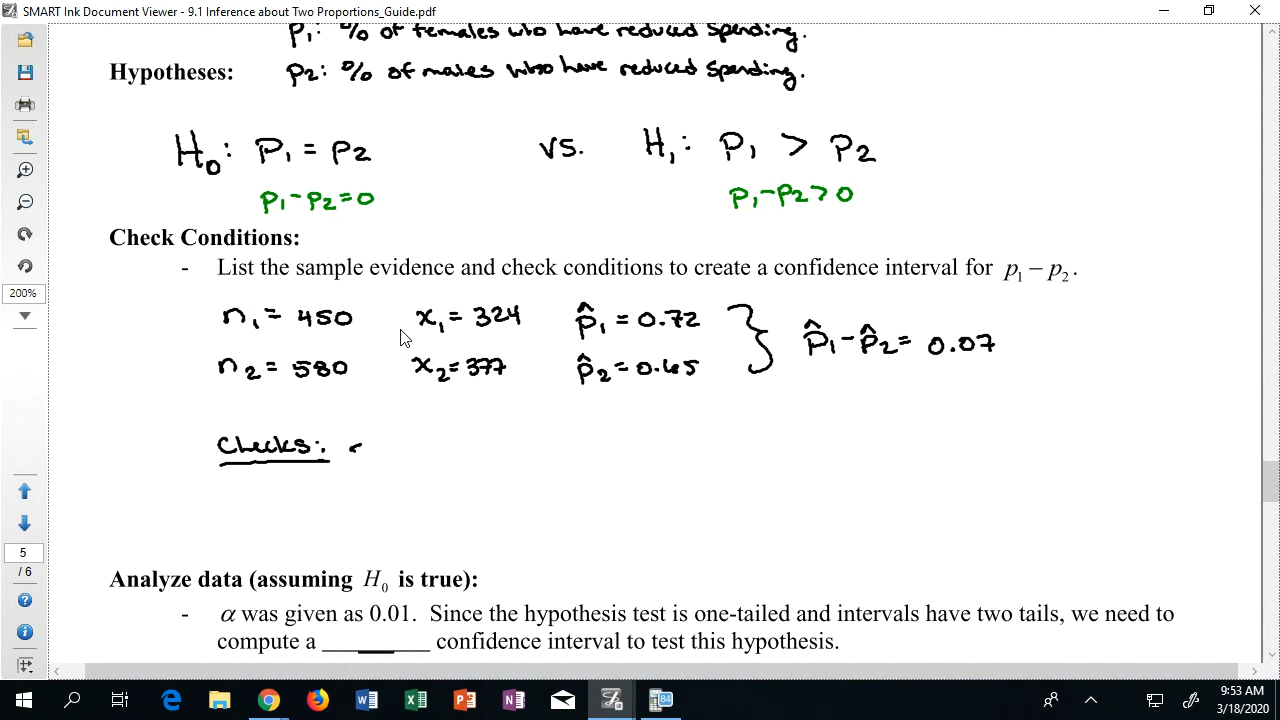 SMART Ink Document Viewer - 9.1 Inference about Two Proportions_Guide.pdf
P₁: % of females who have reduced spending.
Hypotheses: P₂: % of males who have reduced spending.
H₀: P₁ = P₂ vs. H₁: P₁ > P₂
P₁-P₂=0 P₁-P₂>0
Check Conditions:
- List the sample evidence and check conditions to create a confidence interval for p₁ − p₂.
n₁ = 450 x₁ = 324 p̂₁ = 0.72
p̂₁-p̂₂= 0.07
n₂ = 580 x₂=377 p̂₂=0.65
Checks:
Analyze data (assuming H₀ is true):
- α was given as 0.01. Since the hypothesis test is one-tailed and intervals have two tails, we need to
compute a _________ confidence interval to test this hypothesis.
200%
5
/ 6
84
9:53 AM
3/18/2020